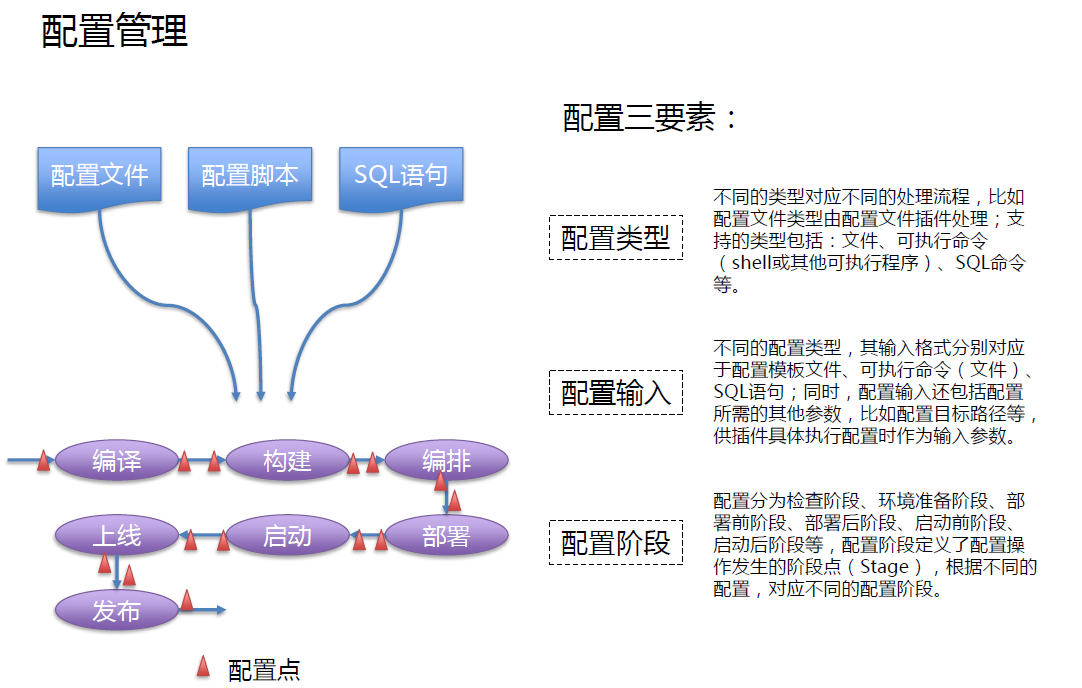 配置管理
配置三要素：
配置文件
配置脚本
SQL语句
配置类型
不同的类型对应不同的处理流程，比如
配置文件类型由配置文件插件处理；支
持的类型包括：文件、可执行命令
（shell或其他可执行程序）、SQL命令
等。
配置输入
不同的配置类型，其输入格式分别对应
于配置模板文件、可执行命令（文件）、
SQL语句；同时，配置输入还包括配置
所需的其他参数，比如配置目标路径等，
供插件具体执行配置时作为输入参数。
编译
构建
编排
上线
启动
部署
发布
配置阶段
配置分为检查阶段、环境准备阶段、部
署前阶段、部署后阶段、启动前阶段、
启动后阶段等，配置阶段定义了配置操
作发生的阶段点（Stage），根据不同的
配置，对应不同的配置阶段。
配置点